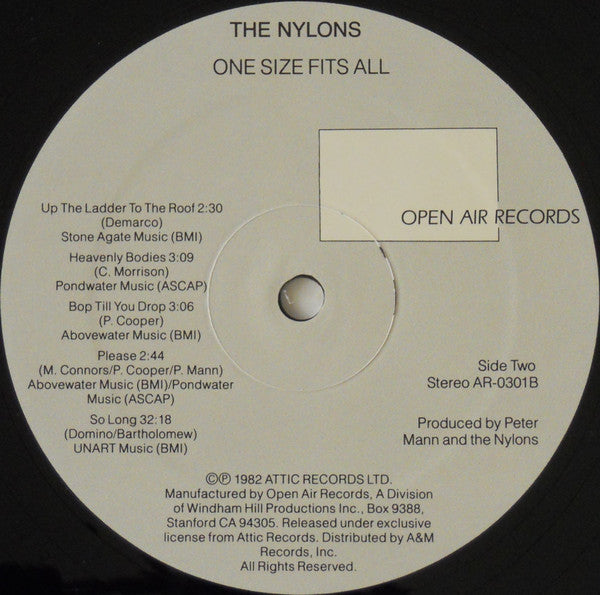 THE NYLONS
ONE SIZE FITS ALL
OPEN AIR RECORDS
Up The Ladder To The Roof 2:30
(Demarco)
Stone Agate Music (BMI)
Heavenly Bodies 3:09
(C. Morrison)
Pondwater Music (ASCAP)
Bop Till You Drop 3:06
(P. Cooper)
Abovewater Music (BMI)
Please 2:44
(M. Connors/P. Cooper/P. Mann)
Abovewater Music (BMI)/Pondwater
Music (ASCAP)
So Long 32:18
(Domino/Bartholomew)
UNART Music (BMI)
Side Two
Stereo AR-0301B
Produced by Peter
Mann and the Nylons
©℗ 1982 ATTIC RECORDS LTD.
Manufactured by Open Air Records, A Division
of Windham Hill Productions Inc., Box 9388,
Stanford CA 94305. Released under exclusive
license from Attic Records. Distributed by A&M
Records, Inc.
All Rights Reserved.